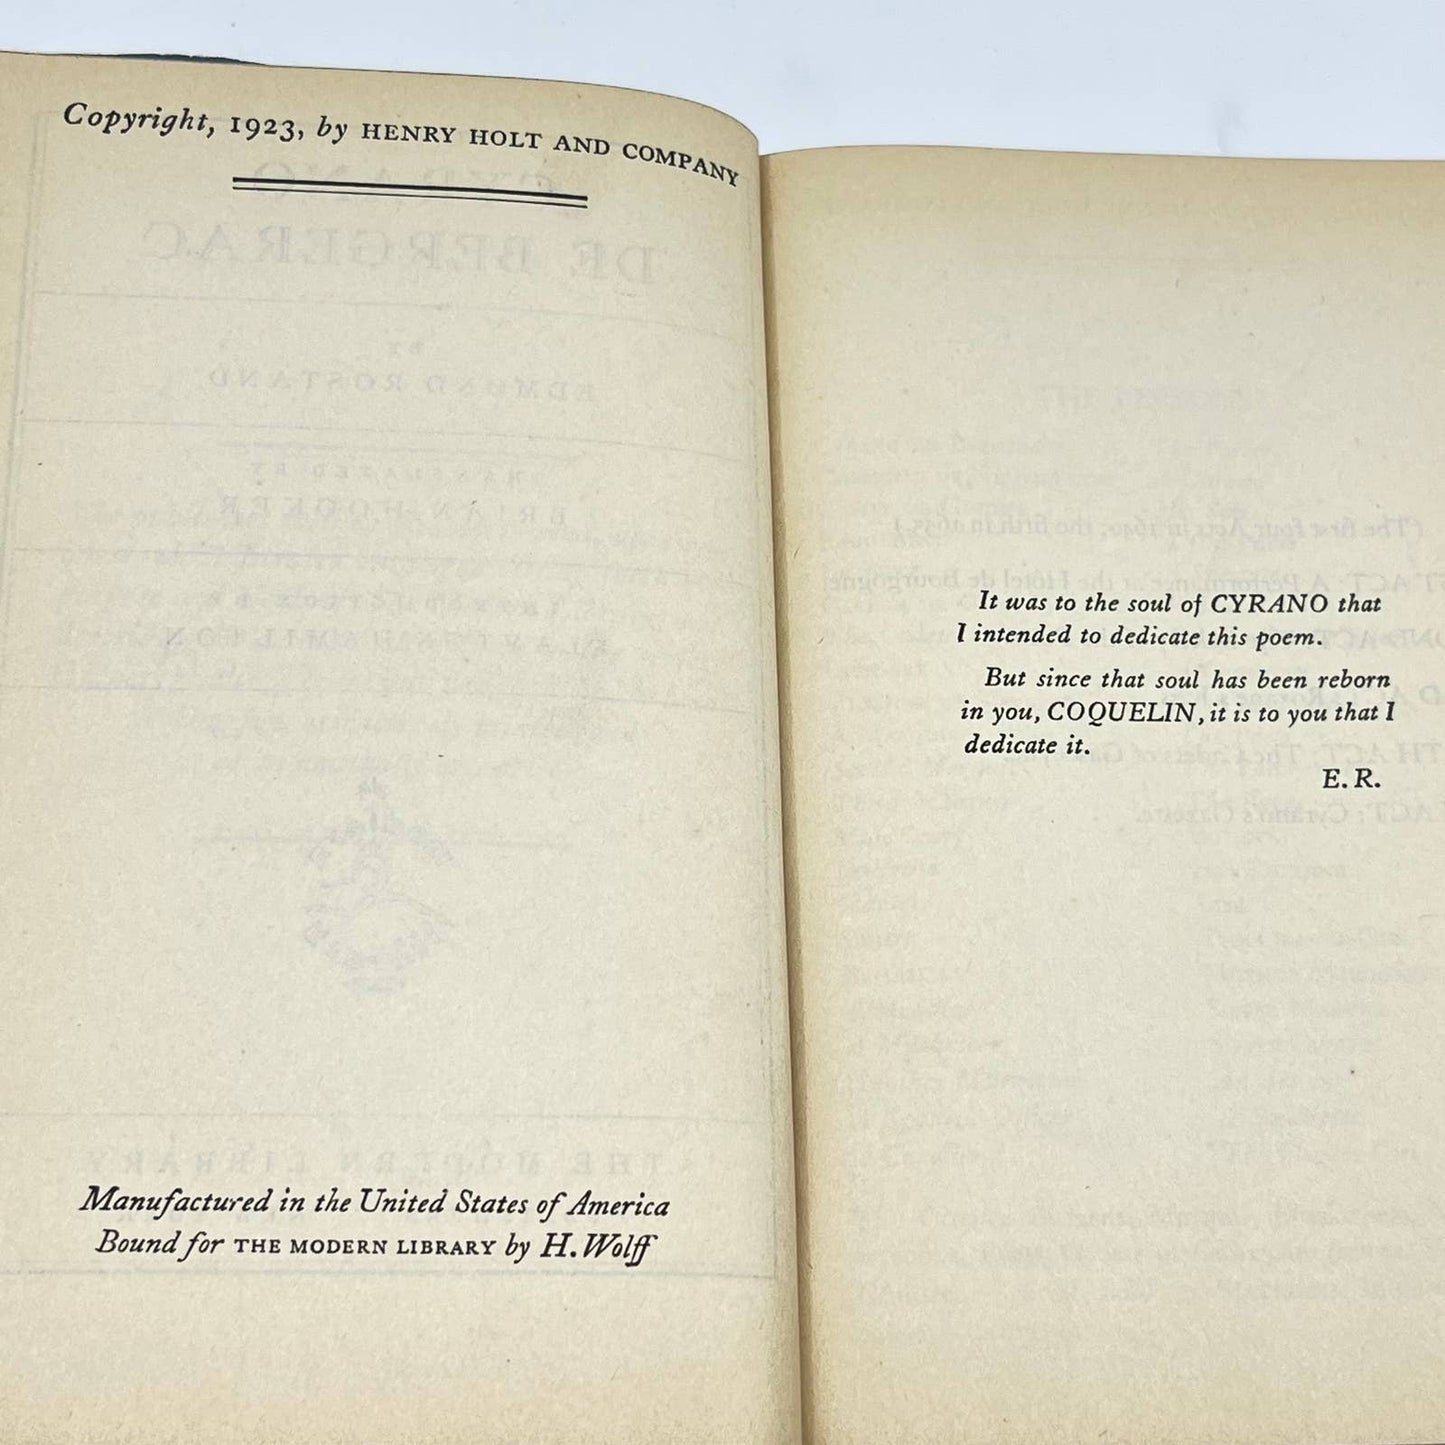 Copyright, 1923, by HENRY HOLT AND COMPANY
Manufactured in the United States of America
Bound for THE MODERN LIBRARY by H. Wolff
It was to the soul of CYRANO that
I intended to dedicate this poem.
But since that soul has been reborn
in you, COQUELIN, it is to you that I
dedicate it.
E. R.